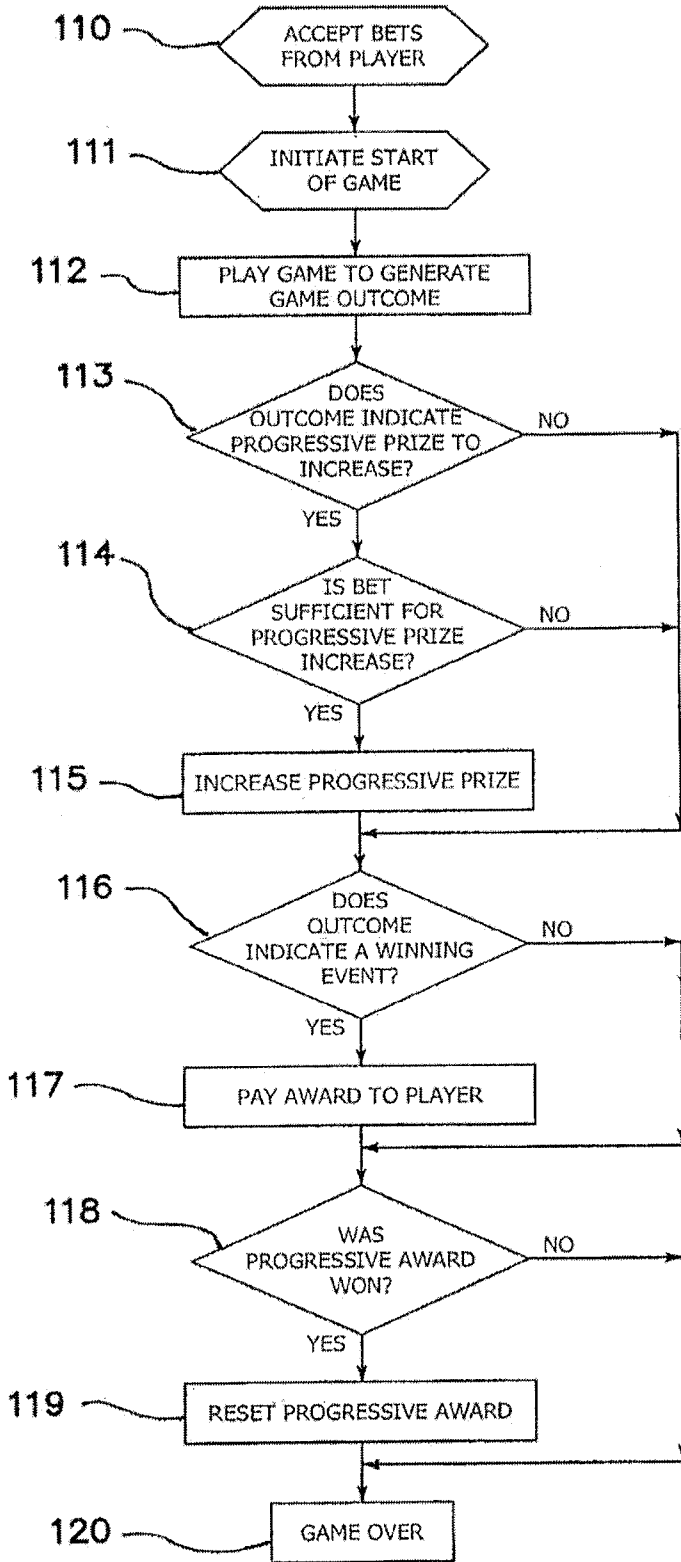 110
ACCEPT BETS
FROM PLAYER
111
INITIATE START
OF GAME
112
PLAY GAME TO GENERATE
GAME OUTCOME
113
DOES
OUTCOME INDICATE
PROGRESSIVE PRIZE TO
INCREASE?
NO
YES
114
IS BET
SUFFICIENT FOR
PROGRESSIVE PRIZE
INCREASE?
NO
YES
115
INCREASE PROGRESSIVE PRIZE
116
DOES
OUTCOME
INDICATE A WINNING
EVENT?
NO
YES
117
PAY AWARD TO PLAYER
118
WAS
PROGRESSIVE AWARD
WON?
NO
YES
119
RESET PROGRESSIVE AWARD
120
GAME OVER